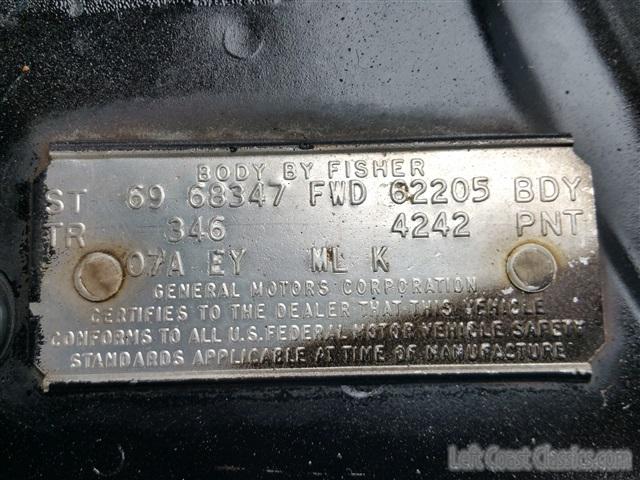 BODY BY FISHER
ST 69 68347 FWD 62205 BDY
TR 346 4242 PNT
07A EY ML K
GENERAL MOTORS CORPORATION
CERTIFIES TO THE DEALER THAT THIS VEHICLE
CONFORMS TO ALL U.S. FEDERAL MOTOR VEHICLE SAFETY
STANDARDS APPLICABLE AT TIME OF MANUFACTURE
Left Coast Classics.com